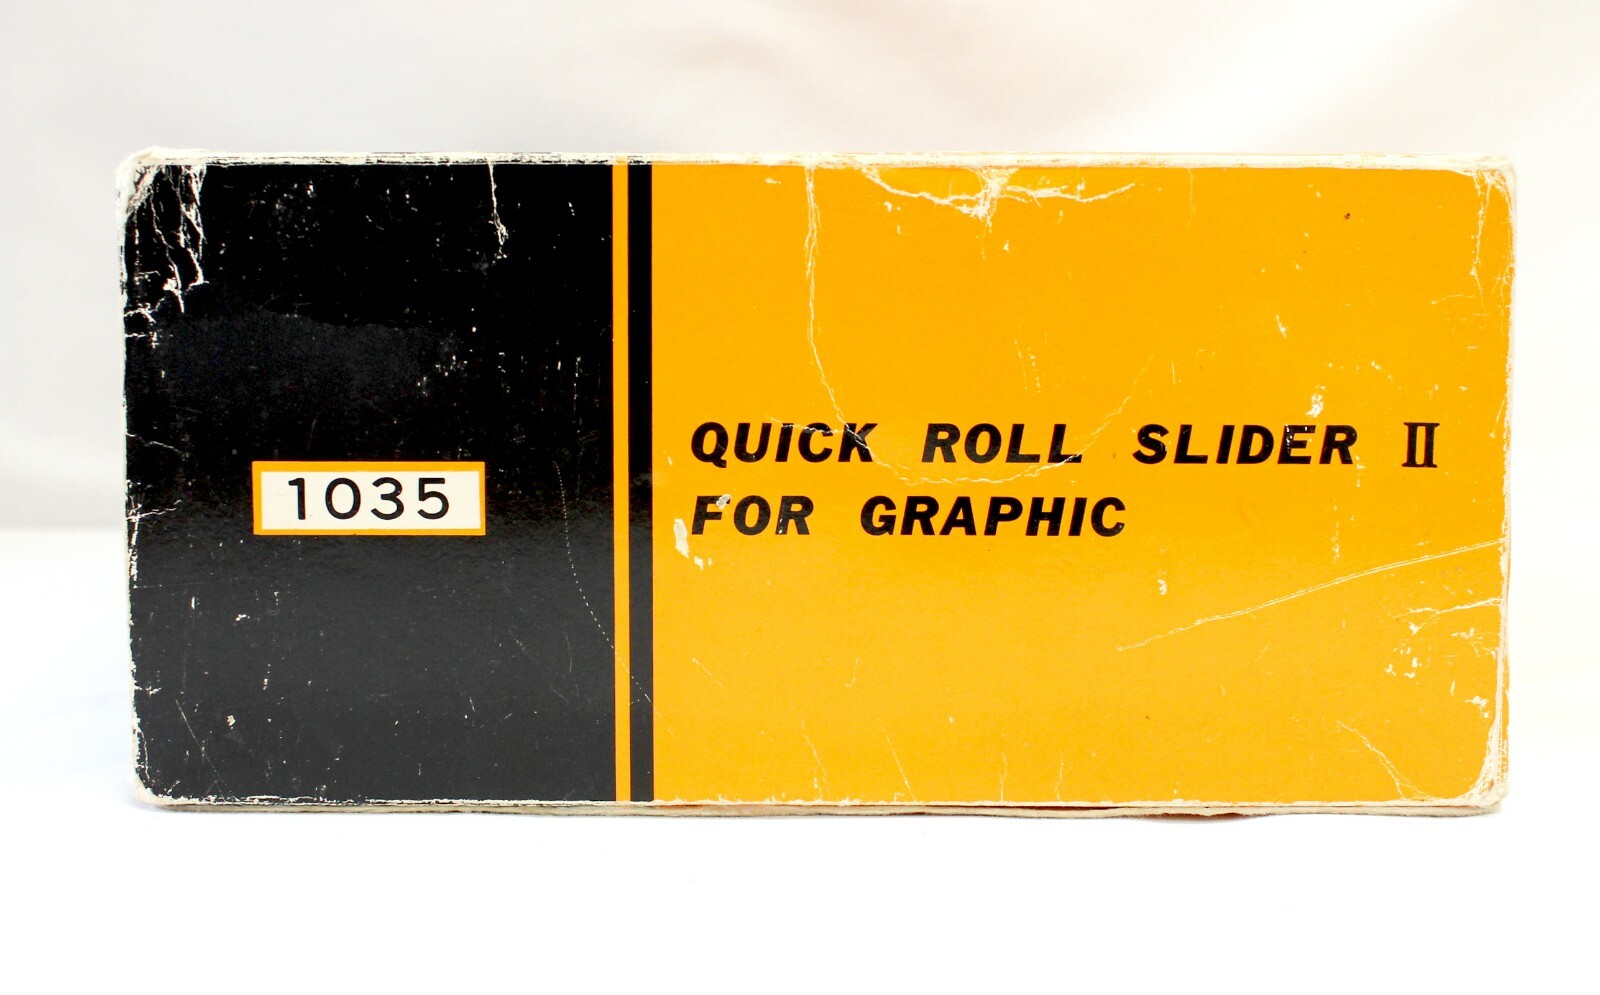 1035
QUICK ROLL SLIDER II
FOR GRAPHIC